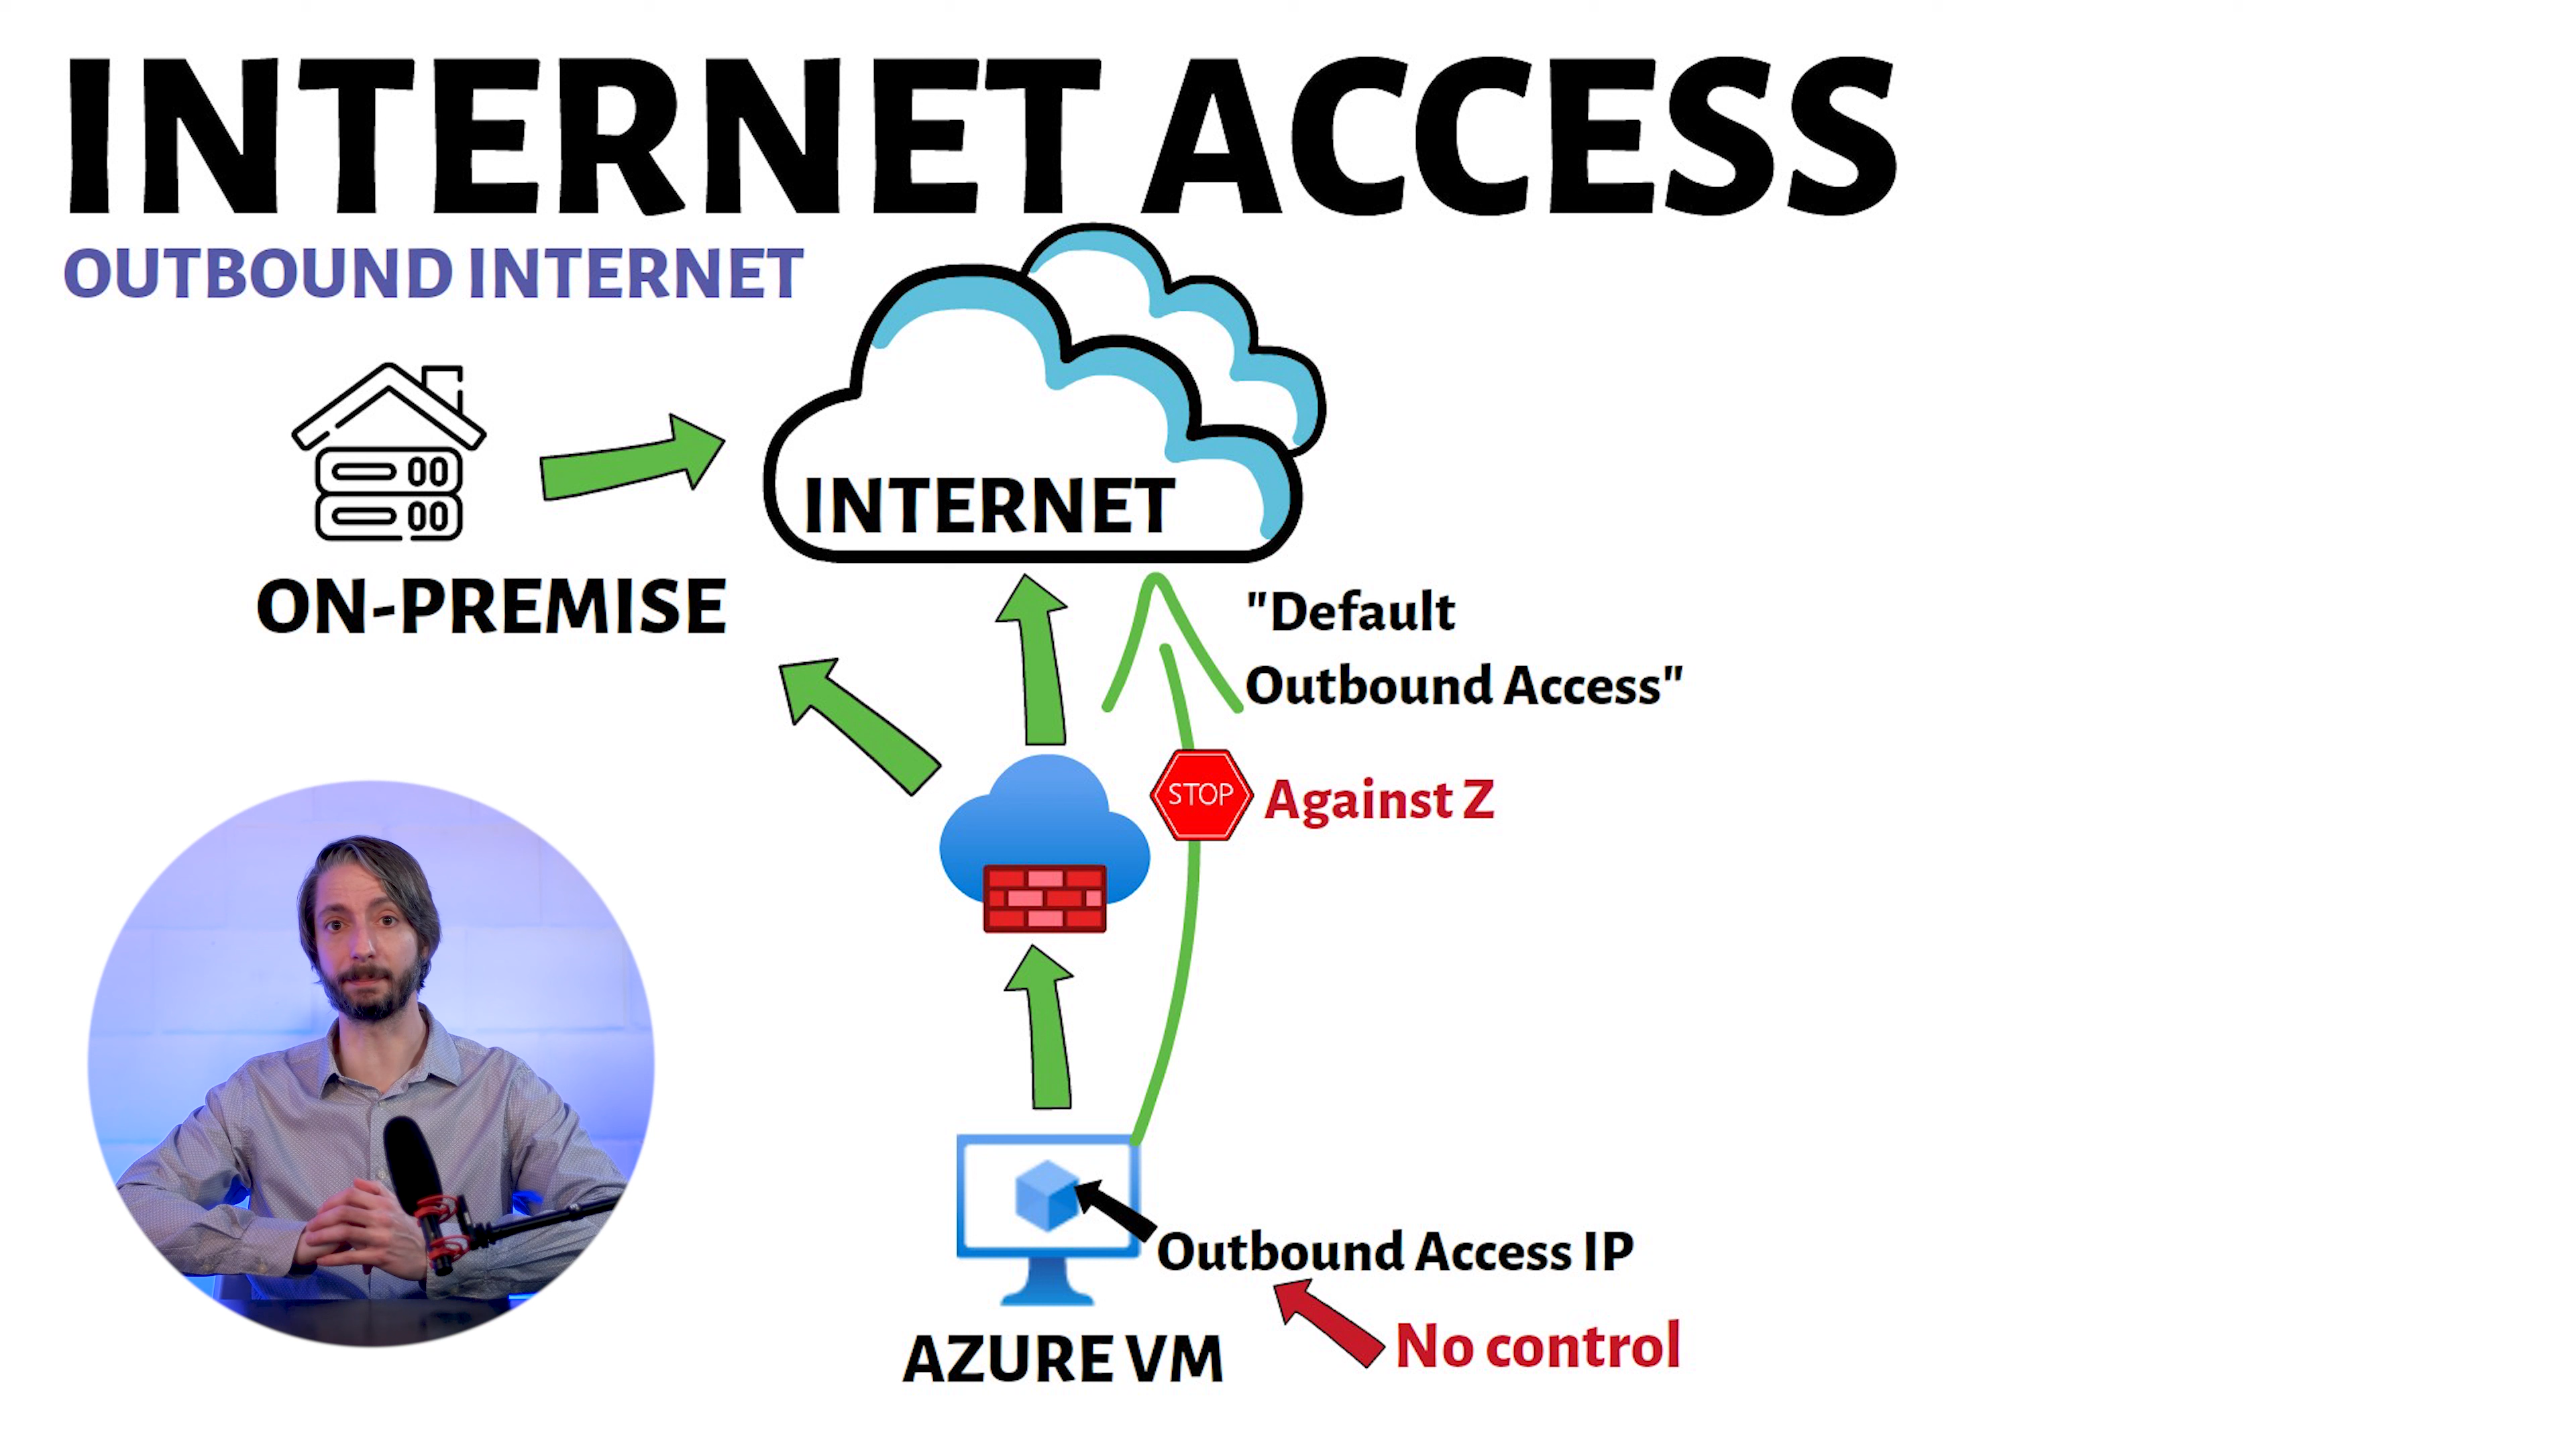 INTERNET ACCESS
OUTBOUND INTERNET
INTERNET
ON-PREMISE
"Default
Outbound Access"
STOP
Against Z
Outbound Access IP
No control
AZURE VM